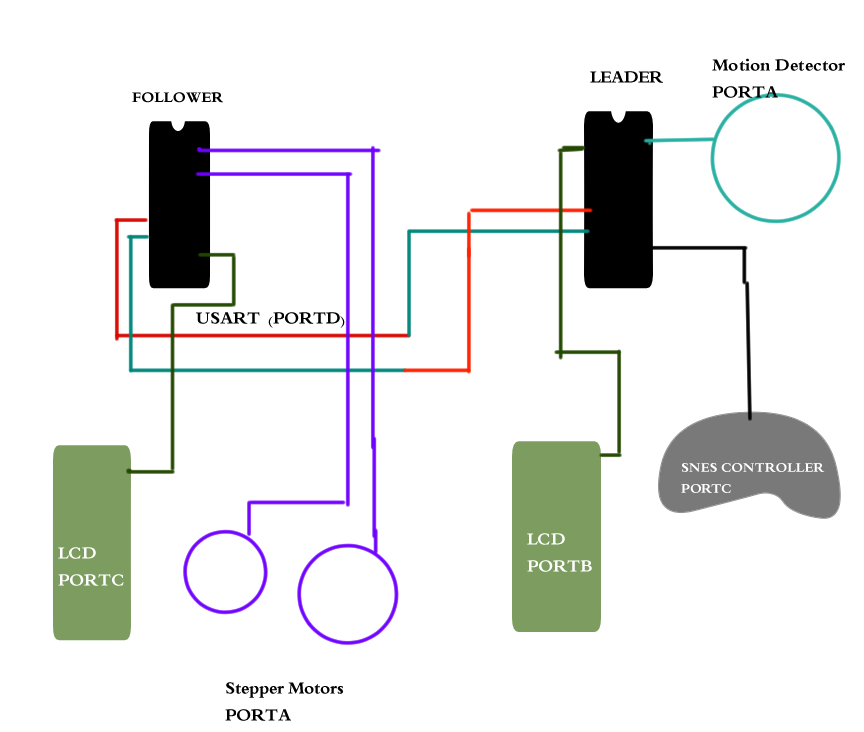 Motion Detector
PORTA
LEADER
FOLLOWER
USART (PORTD)
SNES CONTROLLER
PORTC
LCD
PORTB
LCD
PORTC
Stepper Motors
PORTA